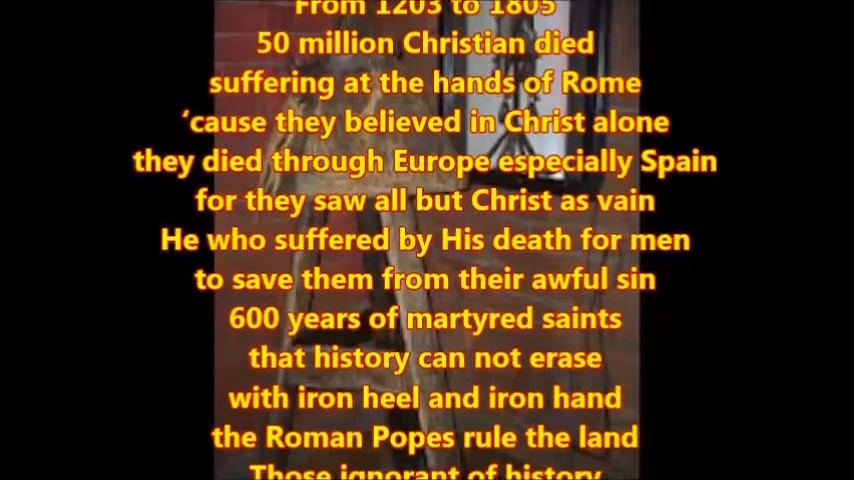 From 1203 to 1805
50 million Christian died
suffering at the hands of Rome
‘cause they believed in Christ alone
they died through Europe especially Spain
for they saw all but Christ as vain
He who suffered by His death for men
to save them from their awful sin
600 years of martyred saints
that history can not erase
with iron heel and iron hand
the Roman Popes rule the land
Those ignorant of history